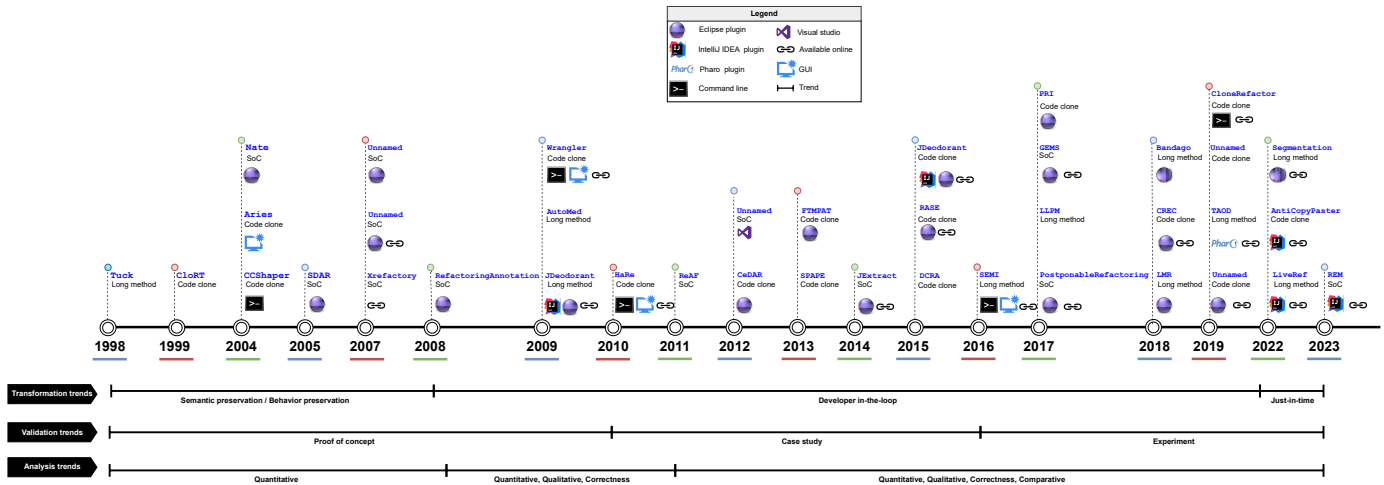 Legend
Eclipse plugin
Visual studio
IntelliJ IDEA plugin
Available online
Pharo plugin
GUI
Command line
Trend
Tuck
Long method
CloRT
Code clone
Nate
SoC
Aries
Code clone
CCShaper
Code clone
SDAR
SoC
Unnamed
SoC
Unnamed
SoC
Xrefactory
RefactoringAnnotation
SoC
Wrangler
Code clone
AutoMed
Long method
JDeodorant
Long method
HaRe
Code clone
ReAF
SoC
Unnamed
SoC
CeDAR
Code clone
FTMPAT
Code clone
SPAPE
Code clone
JExtract
SoC
JDeodorant
Code clone
RASE
Code clone
DCRA
Code clone
SEMI
Long method
PRI
Code clone
GEMS
SoC
LLPM
Long method
PostponableRefactoring
SoC
Bandago
Long method
CREC
Code clone
LMR
Long method
CloneRefactor
Code clone
Unnamed
Code clone
TAOD
Long method
Unnamed
Code clone
Segmentation
Long method
AntiCopyPaster
Code clone
LiveRef
Long method
REM
SoC
1998
1999
2004
2005
2007
2008
2009
2010
2011
2012
2013
2014
2015
2016
2017
2018
2019
2022
2023
Transformation trends
Semantic preservation / Behavior preservation
Developer in-the-loop
Just-in-time
Validation trends
Proof of concept
Case study
Experiment
Analysis trends
Quantitative
Quantitative, Qualitative, Correctness
Quantitative, Qualitative, Correctness, Comparative